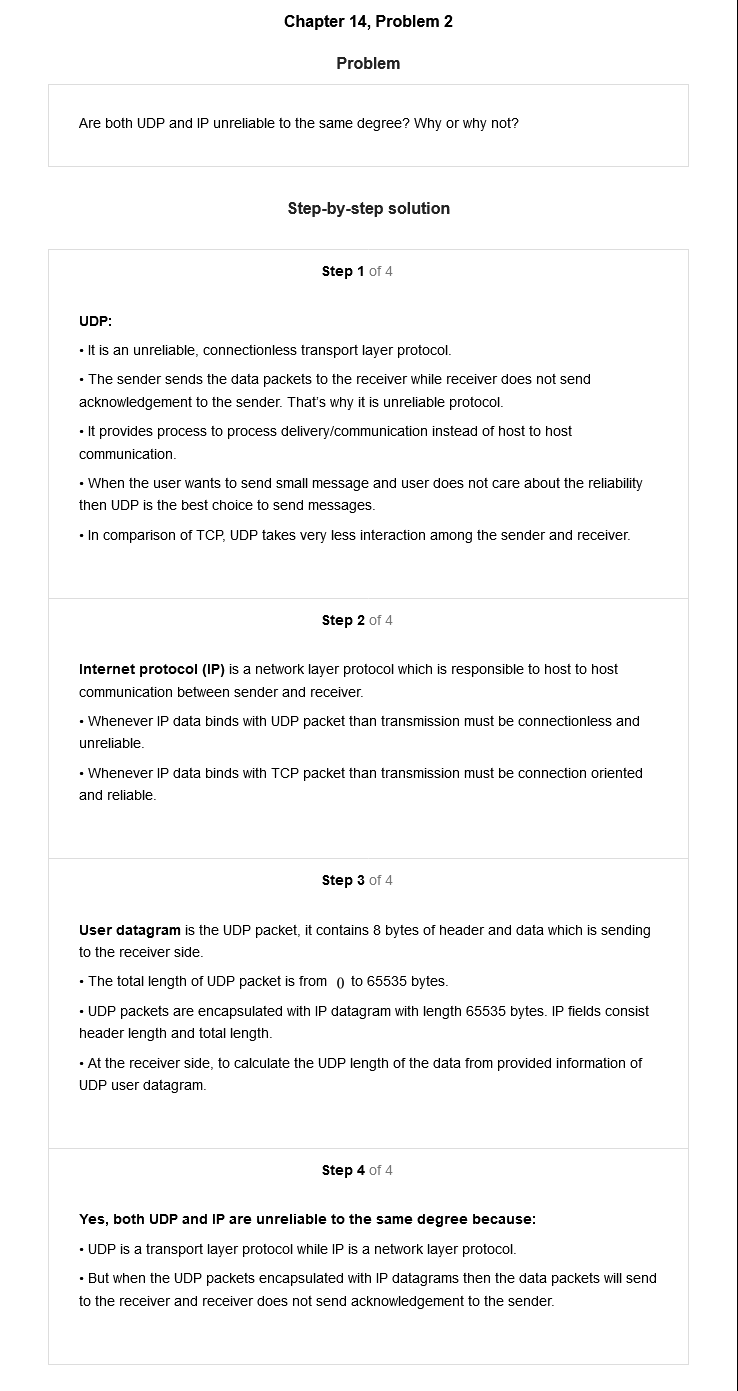 Chapter 14, Problem 2
Problem
Are both UDP and IP unreliable to the same degree? Why or why not?
Step-by-step solution
Step 1 of 4
UDP:
• It is an unreliable, connectionless transport layer protocol.
• The sender sends the data packets to the receiver while receiver does not send
acknowledgement to the sender. That's why it is unreliable protocol.
• It provides process to process delivery/communication instead of host to host
communication.
• When the user wants to send small message and user does not care about the reliability
then UDP is the best choice to send messages.
• In comparison of TCP, UDP takes very less interaction among the sender and receiver.
Step 2 of 4
Internet protocol (IP) is a network layer protocol which is responsible to host to host
communication between sender and receiver.
• Whenever IP data binds with UDP packet than transmission must be connectionless and
unreliable.
• Whenever IP data binds with TCP packet than transmission must be connection oriented
and reliable.
Step 3 of 4
User datagram is the UDP packet, it contains 8 bytes of header and data which is sending
to the receiver side.
• The total length of UDP packet is from 0 to 65535 bytes.
• UDP packets are encapsulated with IP datagram with length 65535 bytes. IP fields consist
header length and total length.
• At the receiver side, to calculate the UDP length of the data from provided information of
UDP user datagram.
Step 4 of 4
Yes, both UDP and IP are unreliable to the same degree because:
• UDP is a transport layer protocol while IP is a network layer protocol.
• But when the UDP packets encapsulated with IP datagrams then the data packets will send
to the receiver and receiver does not send acknowledgement to the sender.